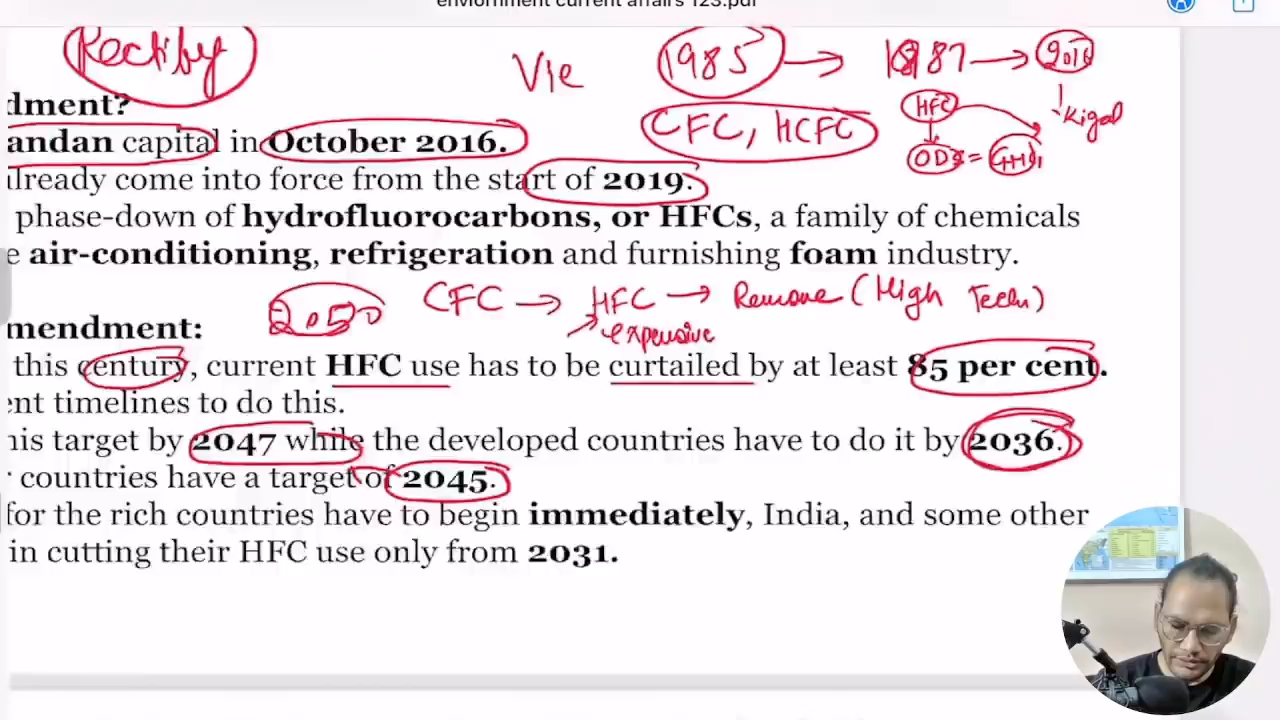 enviornment current affairs 123.pdf
Rectiby
Vie 1985 → 1987 → 2016
HFC Kigal
dment?
CFC, HCFC
andan capital in October 2016.
ODS =
already come into force from the start of 2019.
phase-down of hydrofluorocarbons, or HFCs, a family of chemicals
e air-conditioning, refrigeration and furnishing foam industry.
2050 CFC → HFC → Remove (High Tech)
expensive
mendment:
this century, current HFC use has to be curtailed by at least 85 per cent.
ent timelines to do this.
his target by 2047 while the developed countries have to do it by 2036.
countries have a target of 2045.
for the rich countries have to begin immediately, India, and some other
in cutting their HFC use only from 2031.